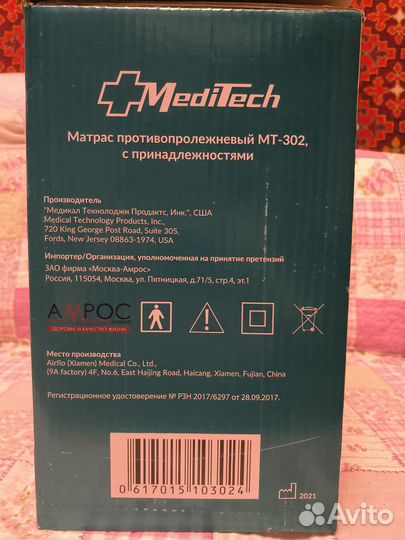 MediTech
Матрас противопролежневый МТ-302,
с принадлежностями
Производитель
"Медикал Текнолоджи Продактс, Инк.", США
Medical Technology Products, Inc.,
720 King George Post Road, Suite 305,
Fords, New Jersey 08863-1974, USA
Импортер/Организация, уполномоченная на принятие претензий
ЗАО фирма «Москва-Амрос»
Россия, 115054, Москва, ул. Пятницкая, д.71/5, стр.4, эт.1
АМРОС
ЗДОРОВЬЕ И КАЧЕСТВО ЖИЗНИ
Место производства
Airflo (Xiamen) Medical Co., Ltd.,
(9A factory) 4F, No.6, East Haijing Road, Haicang, Xiamen, Fujian, China
Регистрационное удостоверение № РЗН 2017/6297 от 28.09.2017.
0 617015 103024
2021
Avito